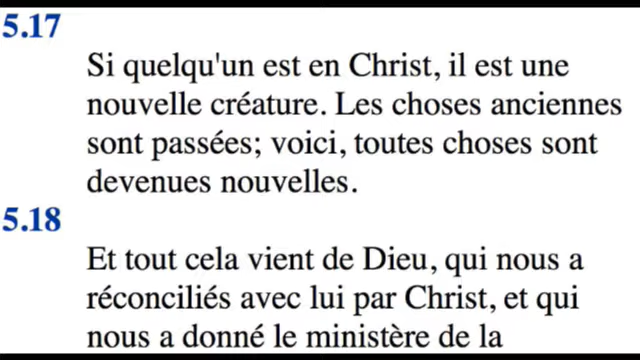 5.17
Si quelqu'un est en Christ, il est une
nouvelle créature. Les choses anciennes
sont passées; voici, toutes choses sont
devenues nouvelles.
5.18
Et tout cela vient de Dieu, qui nous a
réconciliés avec lui par Christ, et qui
nous a donné le ministère de la